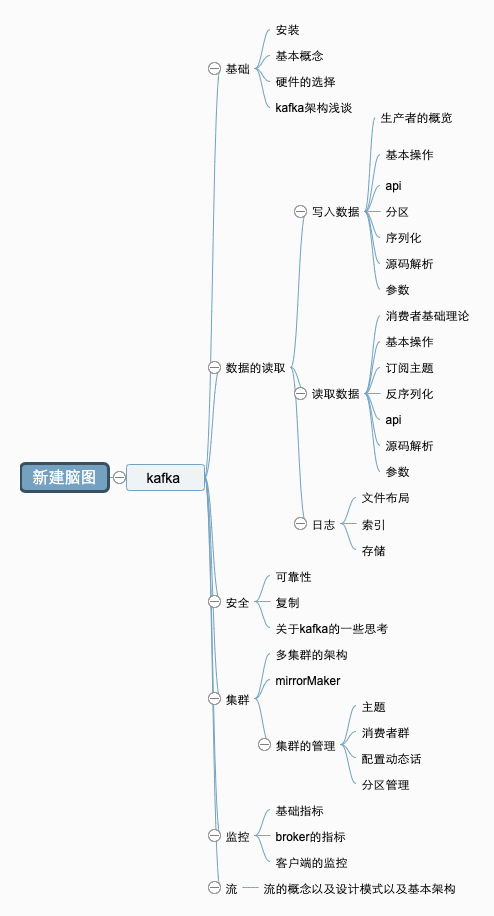 新建脑图
kafka
基础
安装
基本概念
硬件的选择
kafka架构浅谈
数据的读取
写入数据
生产者的概览
基本操作
api
分区
序列化
源码解析
参数
读取数据
消费者基础理论
基本操作
订阅主题
反序列化
api
源码解析
参数
日志
文件布局
索引
存储
安全
可靠性
复制
关于kafka的一些思考
集群
多集群的架构
mirrorMaker
集群的管理
主题
消费者群
配置动态话
分区管理
监控
基础指标
broker的指标
客户端的监控
流
流的概念以及设计模式以及基本架构